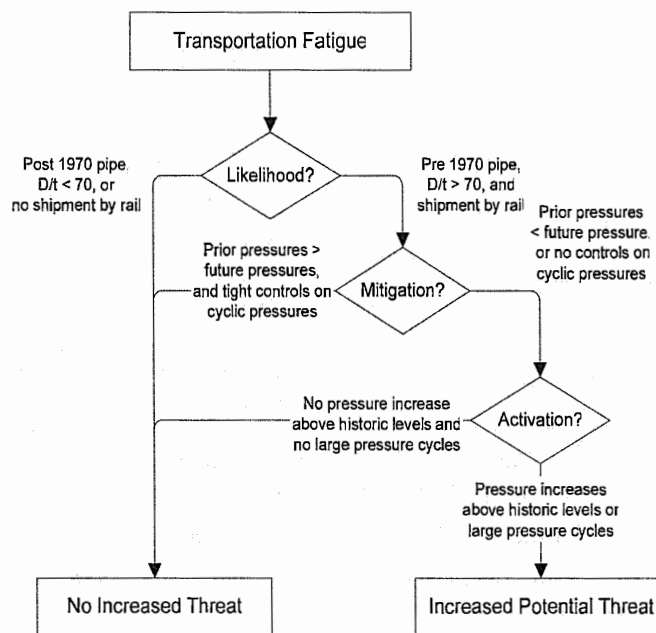 Transportation Fatigue
Likelihood?
Post 1970 pipe,
D/t < 70, or
no shipment by rail
Pre 1970 pipe,
D/t > 70, and
shipment by rail
Prior pressures
< future pressure,
or no controls on
cyclic pressures
Prior pressures >
future pressures,
and tight controls on
cyclic pressures
Mitigation?
No pressure increase
above historic levels and
no large pressure cycles
Activation?
Pressure increases
above historic levels or
large pressure cycles
No Increased Threat
Increased Potential Threat